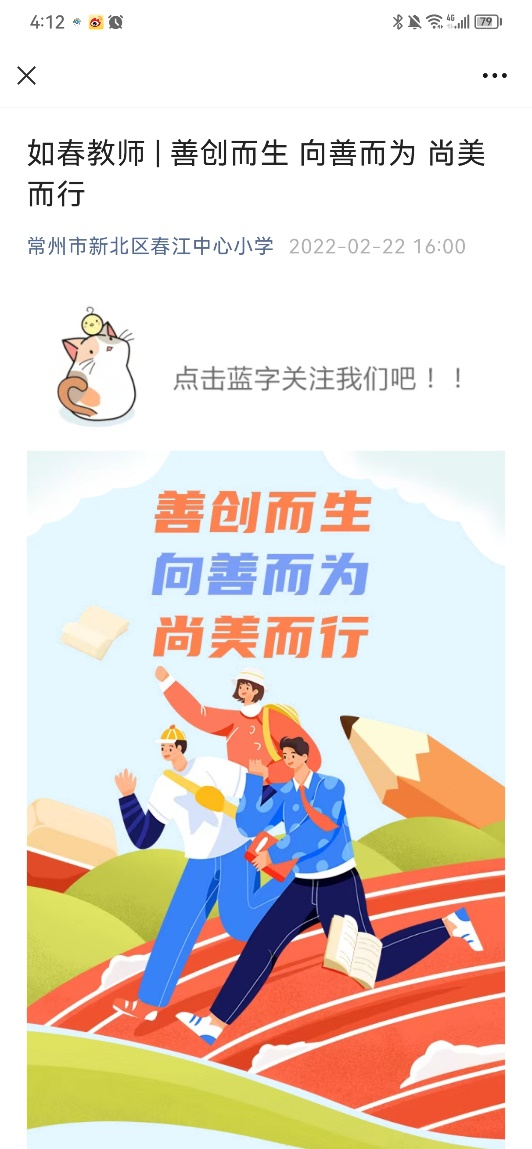 4:12
4G
79
如春教师 | 善创而生 向善而为 尚美
而行
常州市新北区春江中心小学 2022-02-22 16:00
点击蓝字关注我们吧！！
善创而生
向善而为
尚美而行